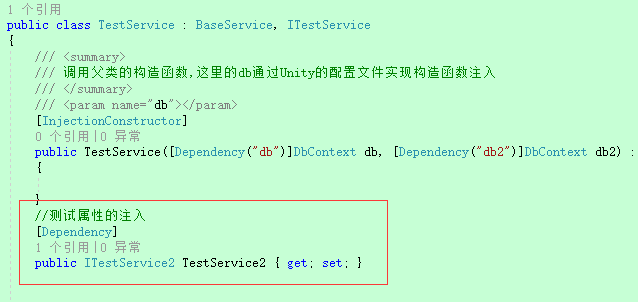 1 个引用
public class TestService : BaseService, ITestService
{
/// <summary>
/// 调用父类的构造函数,这里的db通过Unity的配置文件实现构造函数注入
/// </summary>
/// <param name="db"></param>
[InjectionConstructor]
0 个引用|0 异常
public TestService([Dependency("db")]DbContext db, [Dependency("db2")]DbContext db2) :
{
}
//测试属性的注入
[Dependency]
1 个引用|0 异常
public ITestService2 TestService2 { get; set; }